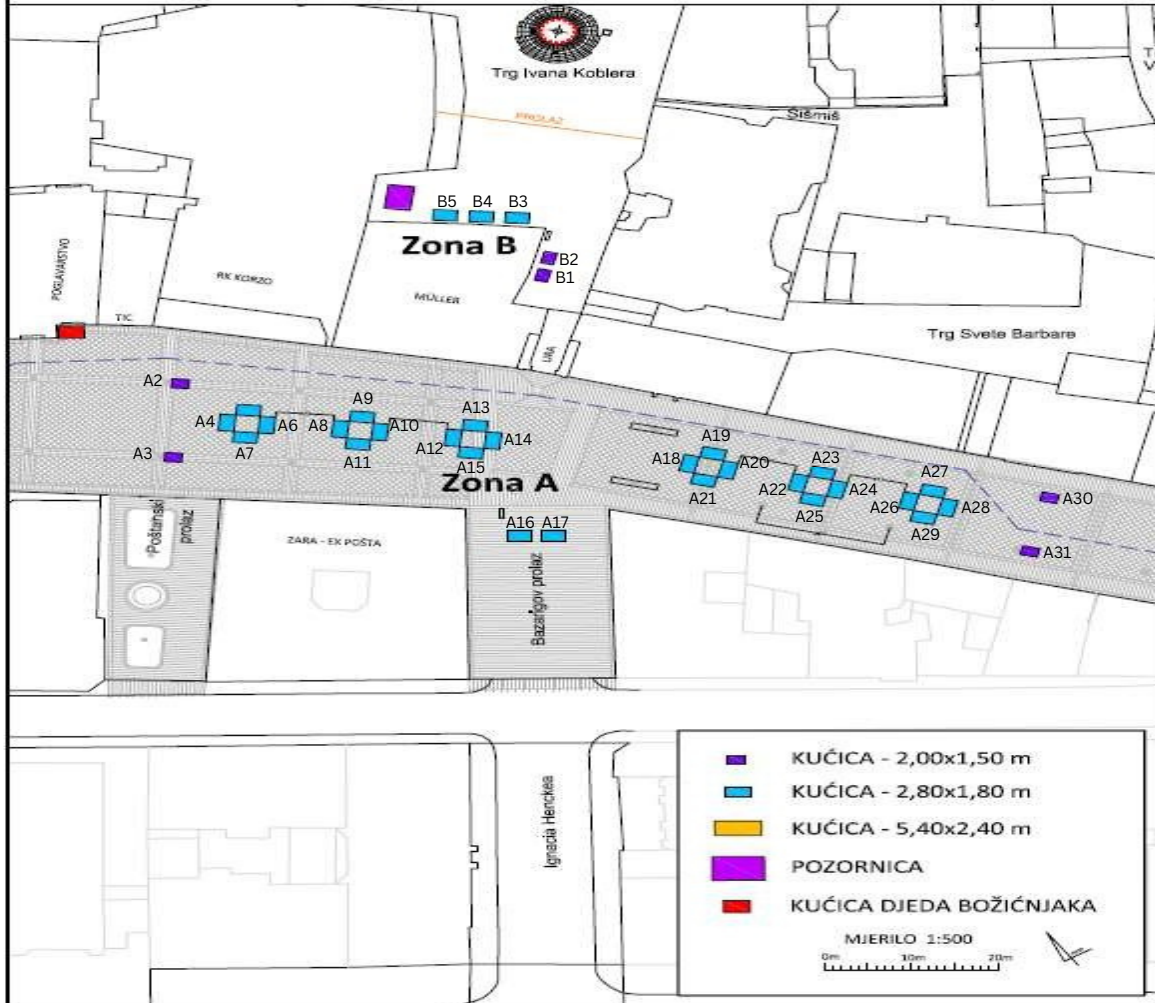 Trg Ivana Koblera
PROLAZ
Šišmiš
T
V
B5
B4
B3
Zona B
B2
B1
POGLAVARSTVO
RK KORZO
MÜLLER
TIC
URA
Trg Svete Barbare
A2
A9
A13
A4
A6
A8
A10
A12
A14
A7
A11
A15
A3
Zona A
A19
A18
A20
A23
A21
A22
A24
A27
A25
A26
A28
A29
A30
A31
A16
A17
Poštanski
prolaz
ZARA - EX POŠTA
Bazarigov prolaz
Ignacia Henckea
KUĆICA - 2,00x1,50 m
KUĆICA - 2,80x1,80 m
KUĆICA - 5,40x2,40 m
POZORNICA
KUĆICA DJEDA BOŽIĆNJAKA
MJERILO 1:500
0m 10m 20m